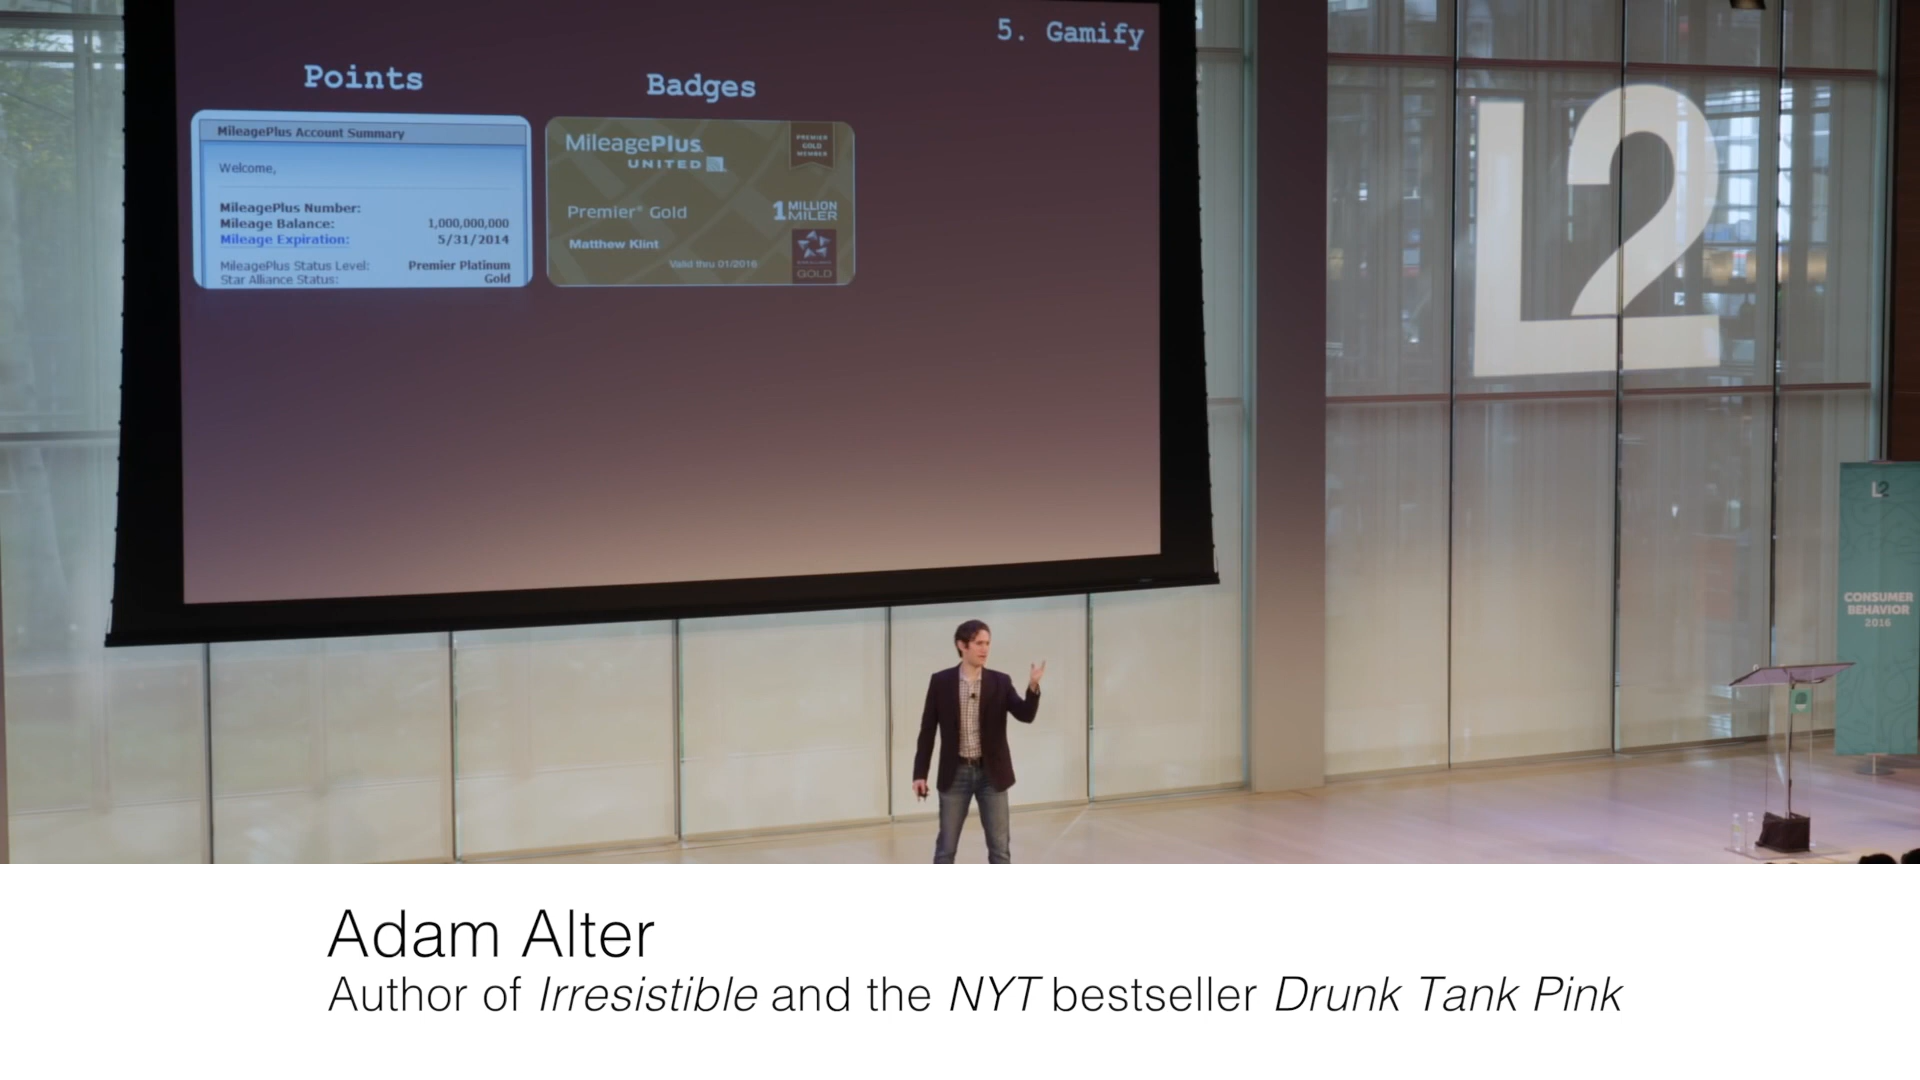 5. Gamify
Points
Badges
MileagePlus Account Summary
Welcome,
MileagePlus Number:
Mileage Balance: 1,000,000,000
Mileage Expiration: 5/31/2014
MileagePlus Status Level: Premier Platinum
Star Alliance Status: Gold
MileagePlus
UNITED
PREMIER
GOLD
MEMBER
Premier® Gold
1 MILLION
MILER
Matthew Klint
Valid thru 01/2016
GOLD
L2
L2
CONSUMER
BEHAVIOR
2016
Adam Alter
Author of Irresistible and the NYT bestseller Drunk Tank Pink